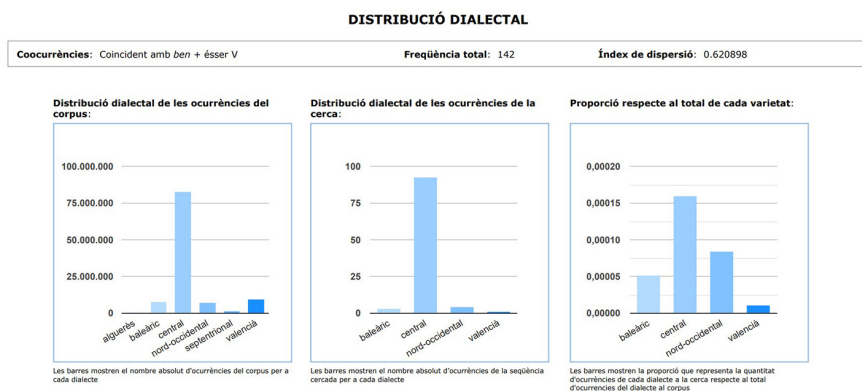 DISTRIBUCIÓ DIALECTAL
Coocurrències: Coincident amb ben + ésser V Freqüència total: 142 Índex de dispersió: 0.620898
Distribució dialectal de les ocurrències del
corpus:
100.000.000
75.000.000
50.000.000
25.000.000
0
alguerès
baleàric
central
nord-occidental
septentrional
valencià
Les barres mostren el nombre absolut d'ocurrències del corpus per a
cada dialecte
Distribució dialectal de les ocurrències de la
cerca:
100
75
50
25
0
baleàric
central
nord-occidental
valencià
Les barres mostren el nombre absolut d'ocurrències de la seqüència
cercada per a cada dialecte
Proporció respecte al total de cada varietat:
0,00020
0,00015
0,00010
0,00005
0,00000
baleàric
central
nord-occidental
valencià
Les barres mostren la proporció que representa la quantitat
d'ocurrències de cada dialecte a la cerca respecte al total
d'ocurrencies del dialecte al corpus